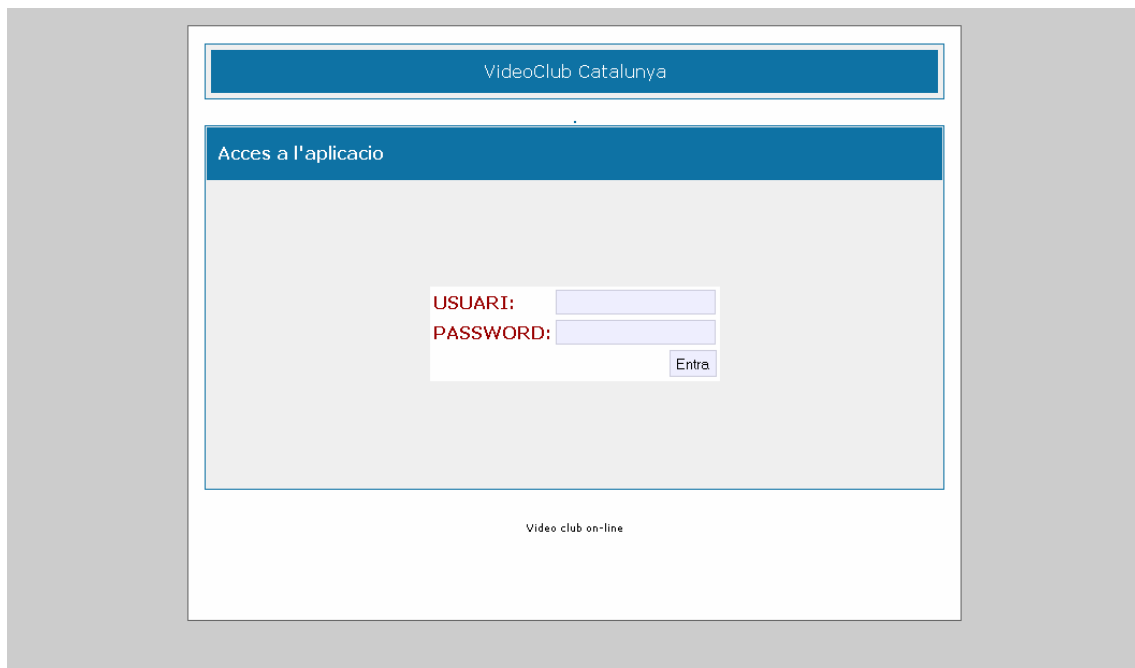 VideoClub Catalunya
.
Acces a l'aplicacio
USUARI:
PASSWORD:
Entra
Video club on-line